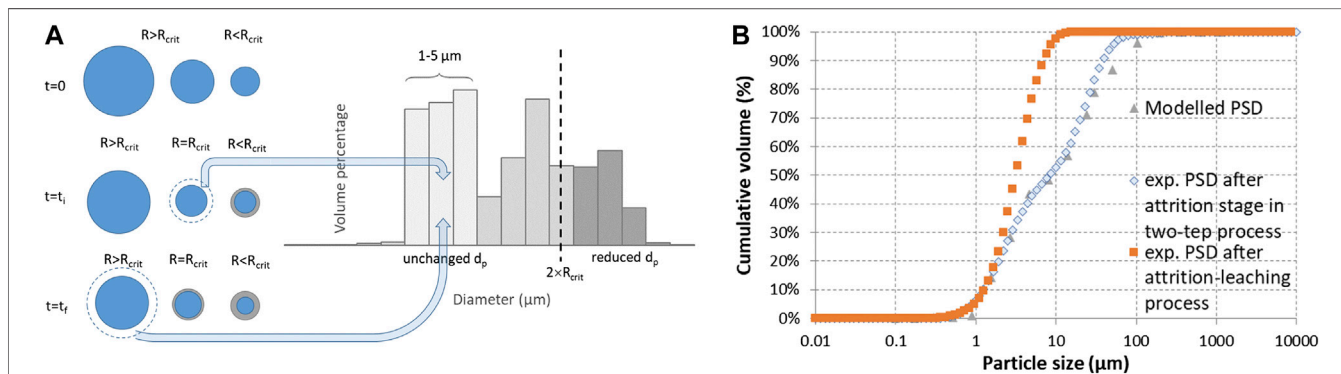 A
R>Rcrit
R<Rcrit
t=0
R>Rcrit
R=Rcrit
R<Rcrit
t=ti
R>Rcrit
R=Rcrit
R<Rcrit
t=tf
1-5 µm
Volume percentage
unchanged dp
2×Rcrit
reduced dp
Diameter (µm)
B
Cumulative volume (%)
100%
90%
80%
70%
60%
50%
40%
30%
20%
10%
0%
0.01
0.1
1
10
100
1000
10000
Particle size (µm)
Modelled PSD
exp. PSD after
attrition stage in
two-tep process
exp. PSD after
attrition-leaching
process